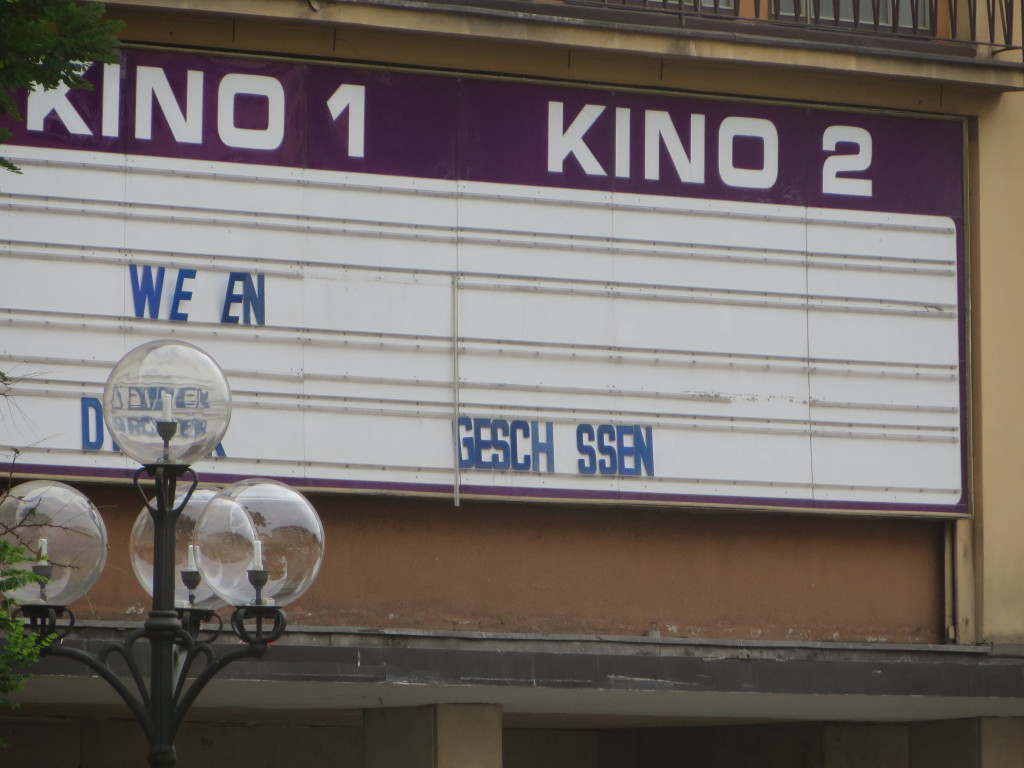 KINO 1 KINO 2
WE EN
GESCH SSEN